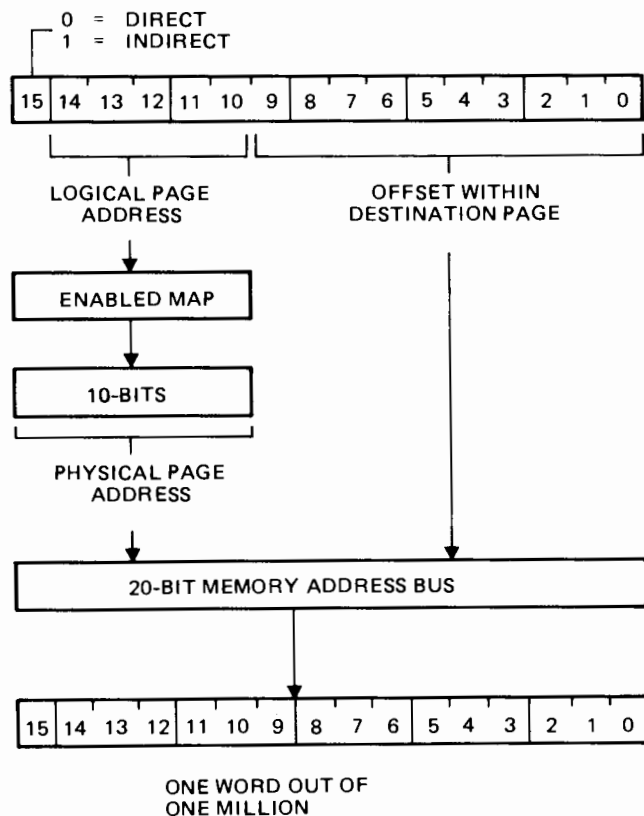 0 = DIRECT
1 = INDIRECT
15 14 13 12 11 10 9 8 7 6 5 4 3 2 1 0
LOGICAL PAGE
ADDRESS
OFFSET WITHIN
DESTINATION PAGE
ENABLED MAP
10-BITS
PHYSICAL PAGE
ADDRESS
20-BIT MEMORY ADDRESS BUS
15 14 13 12 11 10 9 8 7 6 5 4 3 2 1 0
ONE WORD OUT OF
ONE MILLION